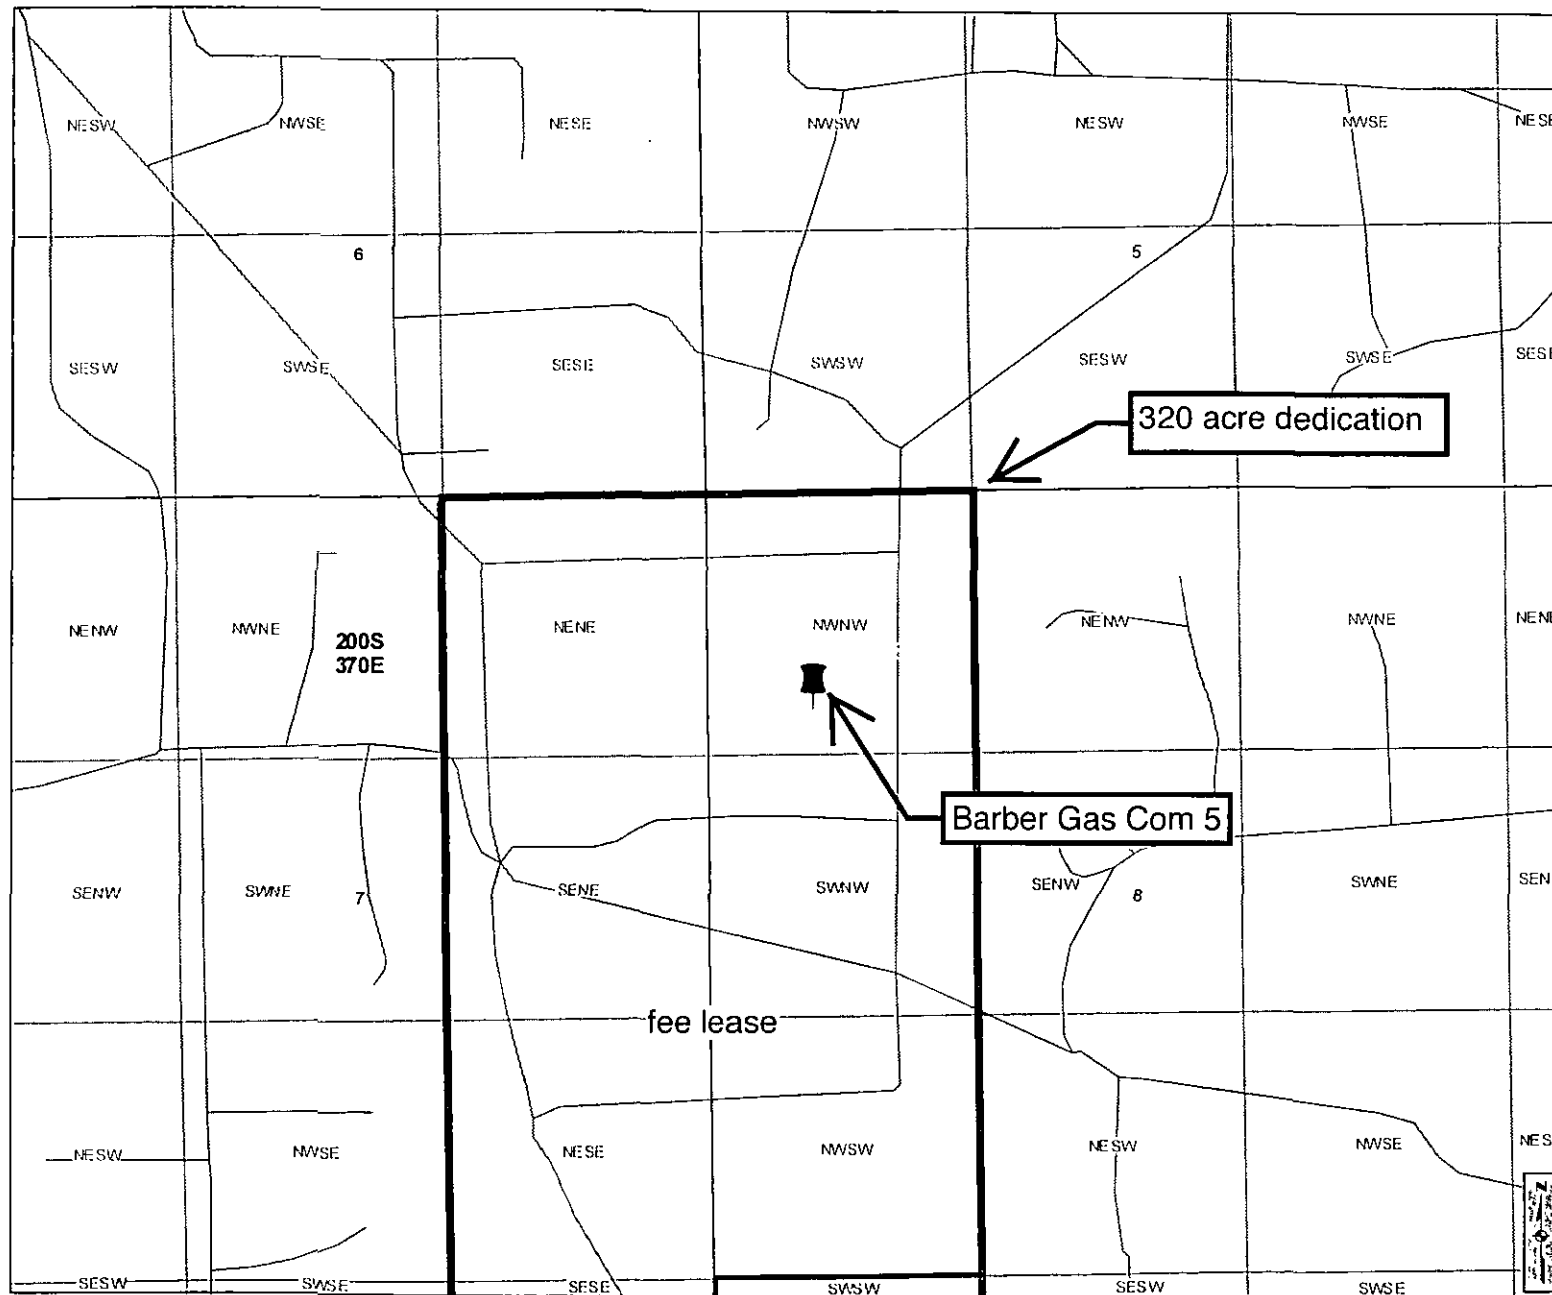 NESW NWSE NESE NWSW NESW NWSE NESE
6 5
SESW SWSE SESE SWSW SESW SWSE SESE
320 acre dedication
NENW NWNE NENE NWNW NENW NWNE NENE
200S
370E
Barber Gas Com 5
SENW SWNE 7 SENE SWNW SENW 8 SWNE SEN
fee lease
NESW NWSE NESE NWSW NESW NWSE NES
SESW SWSE SESE SWSW SESW SWSE